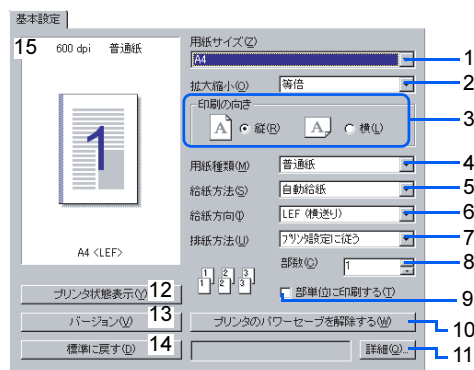 基本設定
15 600 dpi 普通紙
1
A4 <LEF>
用紙サイズ(Z)
A4 1
拡大縮小(O) 等倍 2
印刷の向き
A 縦(R) A 横(L) 3
用紙種類(M) 普通紙 4
給紙方法(S) 自動給紙 5
給紙方向(I) LEF (横送り) 6
排紙方法(U) プリンタ設定に従う 7
部数(C) 1 8
1 1 2 2 3 3
部単位に印刷する(T) 9
プリンタ状態表示(Y) 12
バージョン(V) 13
プリンタのパワーセーブを解除する(W) 10
標準に戻す(D) 14
詳細(Q)... 11